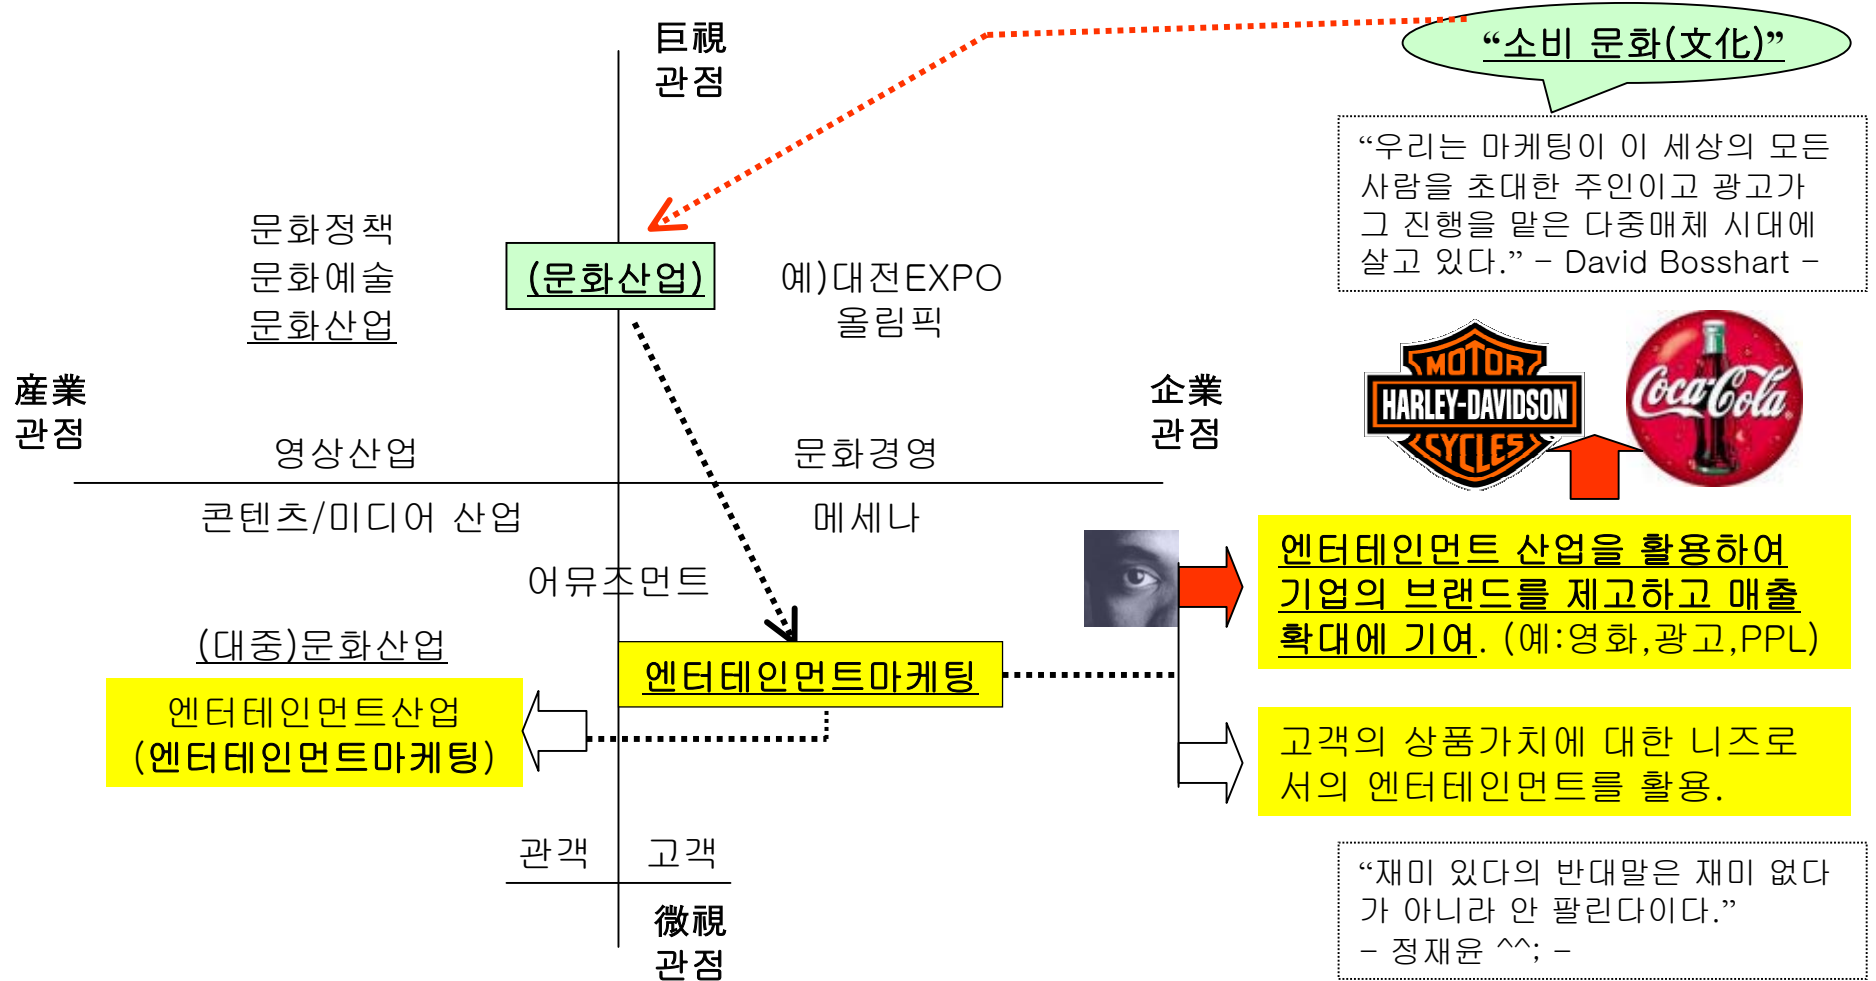 巨視
관점
“소비 문화(文化)”
“우리는 마케팅이 이 세상의 모든
사람을 초대한 주인이고 광고가
그 진행을 맡은 다중매체 시대에
살고 있다.” – David Bosshart –
문화정책
문화예술
문화산업
(문화산업)
예)대전EXPO
올림픽
産業
관점
企業
관점
MOTOR
HARLEY-DAVIDSON
CYCLES
Coca-Cola
영상산업
문화경영
콘텐츠/미디어 산업
메세나
어뮤즈먼트
엔터테인먼트 산업을 활용하여
기업의 브랜드를 제고하고 매출
확대에 기여. (예:영화,광고,PPL)
(대중)문화산업
엔터테인먼트마케팅
엔터테인먼트산업
(엔터테인먼트마케팅)
고객의 상품가치에 대한 니즈로
서의 엔터테인먼트를 활용.
관객
고객
微視
관점
“재미 있다의 반대말은 재미 없다
가 아니라 안 팔린다이다.”
– 정재윤 ^^; –